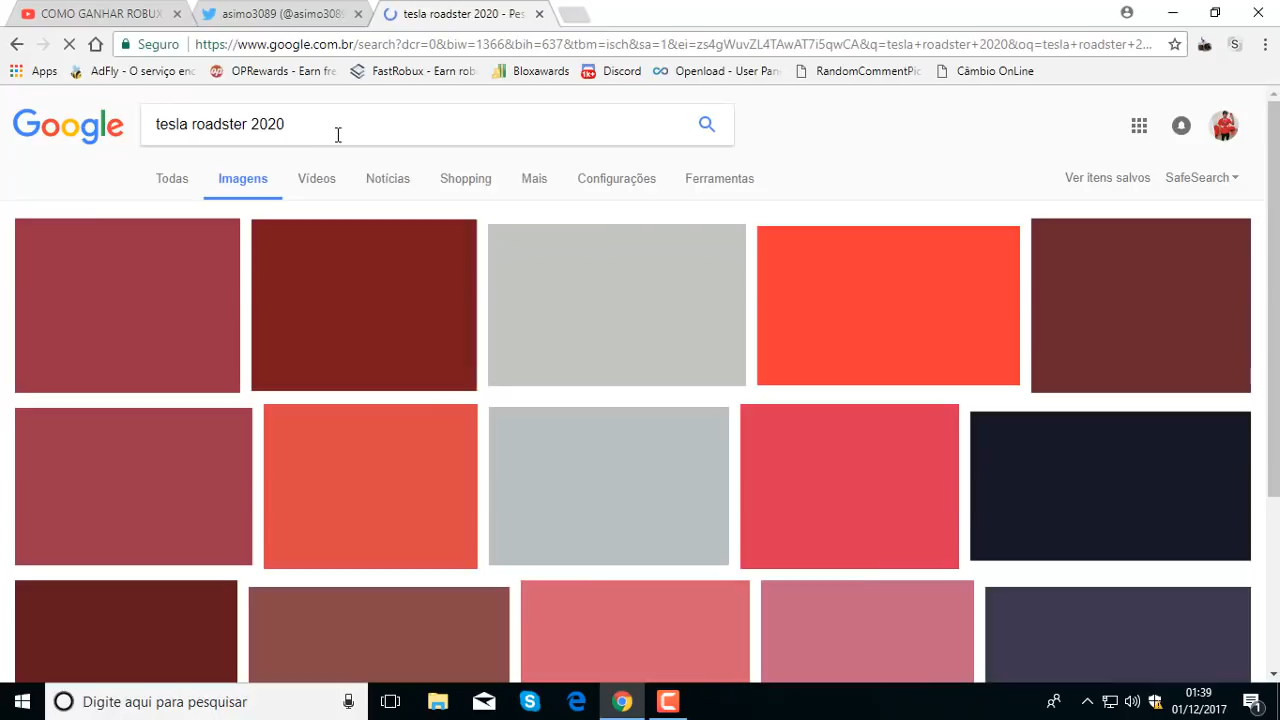 COMO GANHAR ROBUX
asimo3089 (@asimo3089
tesla roadster 2020 - Pes
Seguro
https://www.google.com.br/search?dcr=0&biw=1366&bih=637&tbm=isch&sa=1&ei=zs4gWuvZL4TAwAT7i5qwCA&q=tesla+roadster+2020&oq=tesla+roadster+2...
Apps
AdFly - O serviço enc
OPRewards - Earn fre
FastRobux - Earn rob
Bloxawards
Discord
Openload - User Pan
RandomCommentPic
Câmbio OnLine
Google
tesla roadster 2020
Todas
Imagens
Vídeos
Notícias
Shopping
Mais
Configurações
Ferramentas
Ver itens salvos
SafeSearch
Digite aqui para pesquisar
01:39
01/12/2017
1